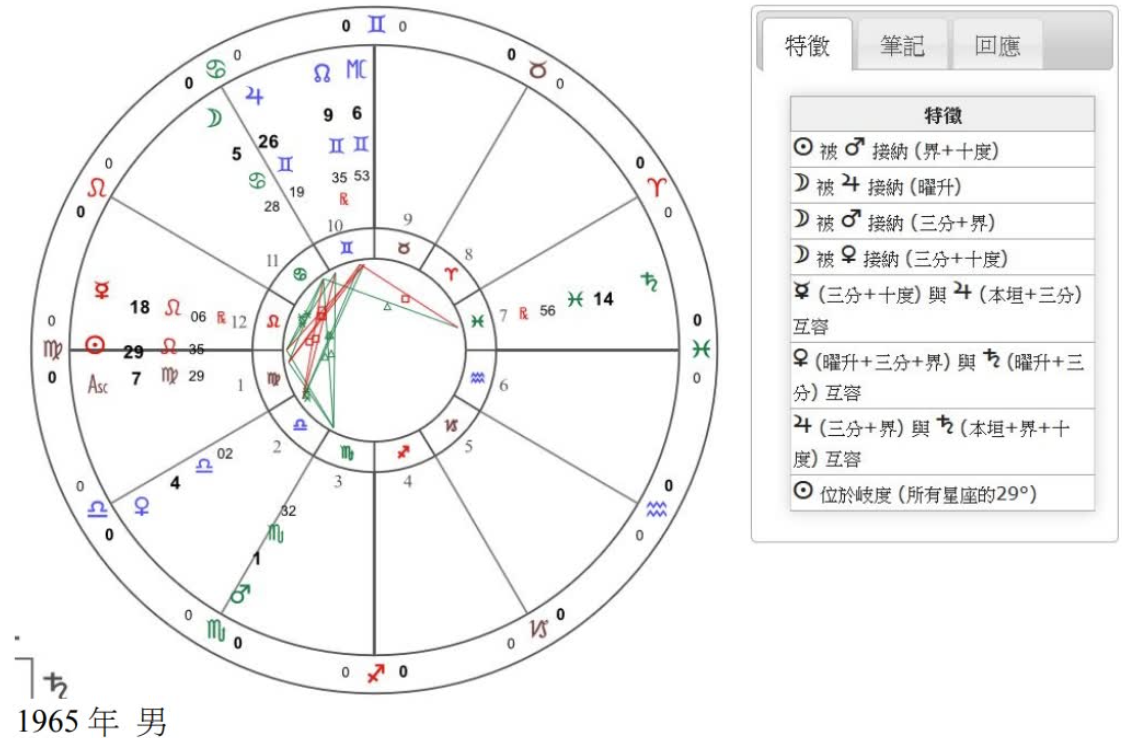 0 ♊ 0
0 ♋ 0
0 ♉ 0
☽ ♃ ☊ MC
5 26 9 6
♋ ♊ ♊ ♊
28 19 35 53
℞
0 ♌ 0
0 ♈ 0
10 9
♊ ♉
11 8
♋ ♈
☿ 18 ♌ 06 ℞ 12 ♌
♓ 7 ℞ 56 ♓ 14 ♄
0 ♍ 0
0 ♓ 0
☉ 29 ♌ 35
Asc 7 ♍ 29 1 ♍
♒ 6
♎ 2
♏ 3
♐ 4
♑ 5
♀ 4 ♎ 02
♂ 1 ♏ 32
0 ♎ 0
0 ♒ 0
0 ♏ 0
0 ♑ 0
0 ♐ 0
♄
1965 年 男
特徵 筆記 回應
特徵
☉ 被 ♂ 接納 (界+十度)
☽ 被 ♃ 接納 (曜升)
☽ 被 ♂ 接納 (三分+界)
☽ 被 ♀ 接納 (三分+十度)
☿ (三分+十度) 與 ♃ (本垣+三分)
互容
♀ (曜升+三分+界) 與 ♄ (曜升+三
分) 互容
♃ (三分+界) 與 ♄ (本垣+界+十
度) 互容
☉ 位於岐度 (所有星座的29°)